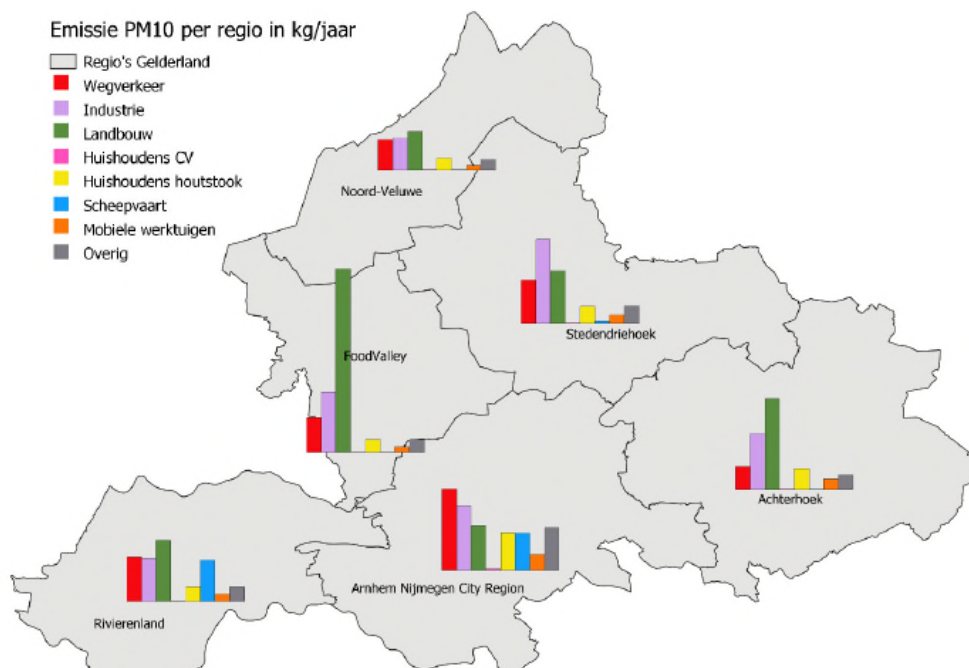 Emissie PM10 per regio in kg/jaar
Regio's Gelderland
Wegverkeer
Industrie
Landbouw
Huishoudens CV
Huishoudens houtstook
Scheepvaart
Mobiele werktuigen
Overig
Noord-Veluwe
Stedendriehoek
FoodValley
Achterhoek
Arnhem Nijmegen City Region
Rivierenland